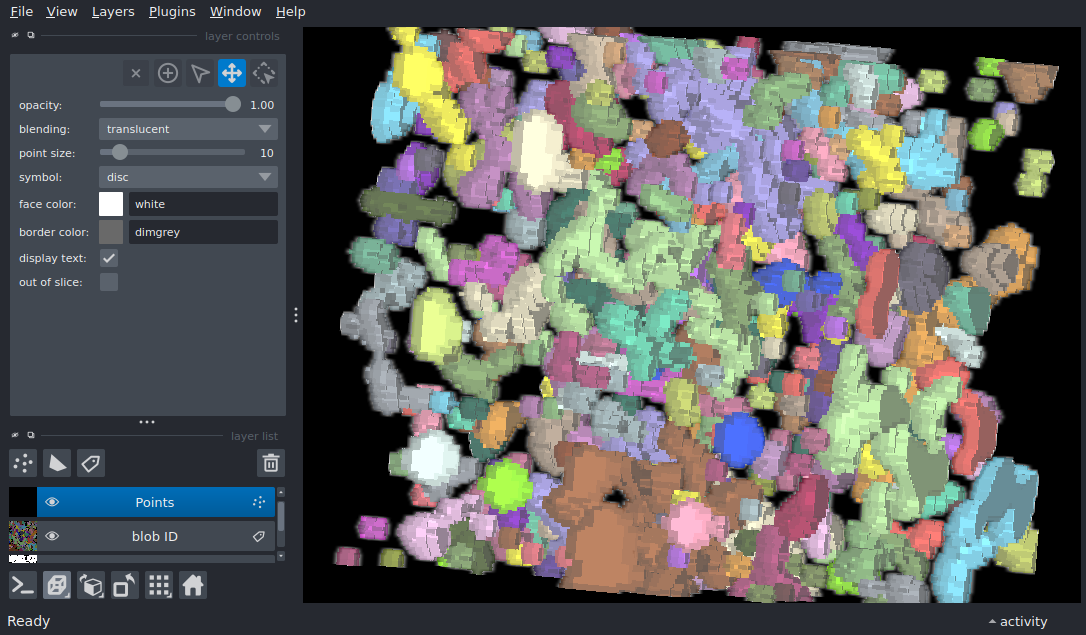 File View Layers Plugins Window Help
layer controls
opacity: 1.00
blending: translucent
point size: 10
symbol: disc
face color: white
border color: dimgrey
display text:
out of slice:
layer list
Points
blob ID
Ready
activity